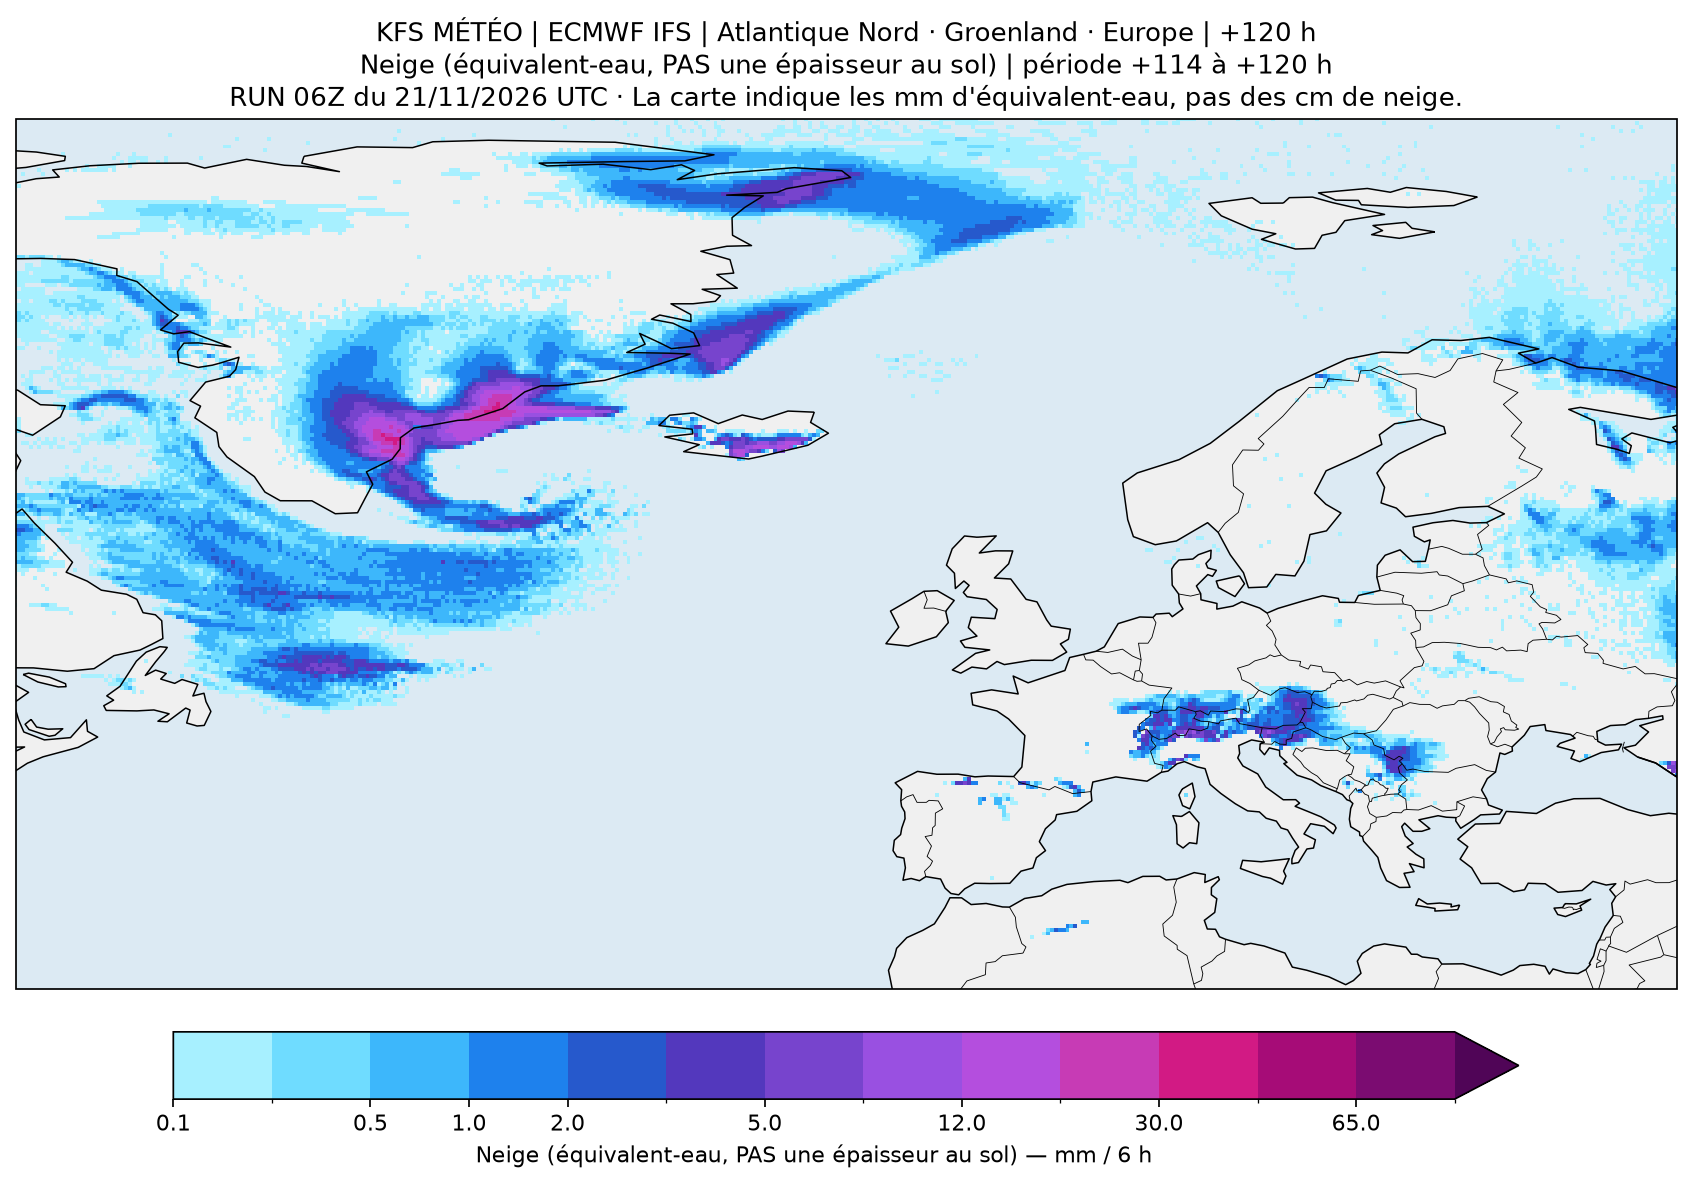 KFS MÉTÉO | ECMWF IFS | Atlantique Nord · Groenland · Europe | +120 h
Neige (équivalent-eau, PAS une épaisseur au sol) | période +114 à +120 h
RUN 06Z du 21/11/2026 UTC · La carte indique les mm d'équivalent-eau, pas des cm de neige.
0.1 0.5 1.0 2.0 5.0 12.0 30.0 65.0
Neige (équivalent-eau, PAS une épaisseur au sol) — mm / 6 h